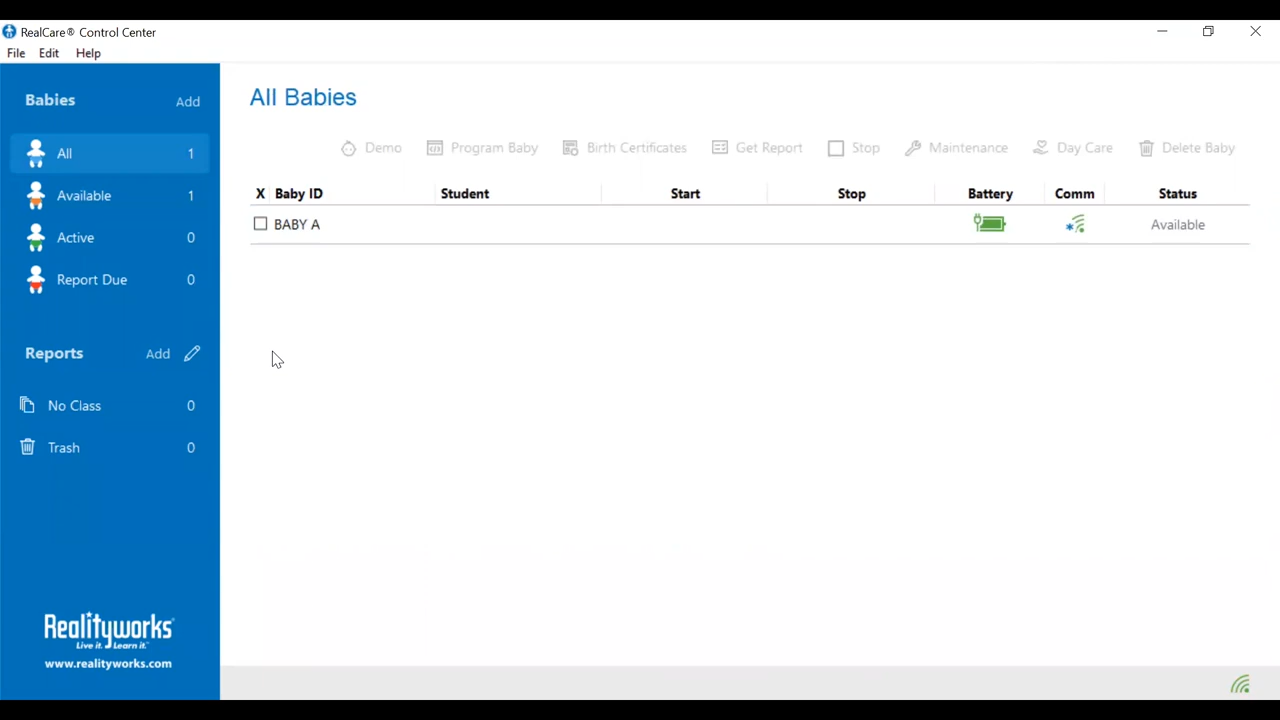 RealCare® Control Center
File Edit Help
Babies Add
All 1
Available 1
Active 0
Report Due 0
Reports Add
No Class 0
Trash 0
Realityworks
Live it. Learn it.
www.realityworks.com
All Babies
Demo Program Baby Birth Certificates Get Report Stop Maintenance Day Care Delete Baby
X Baby ID Student Start Stop Battery Comm Status
BABY A Available